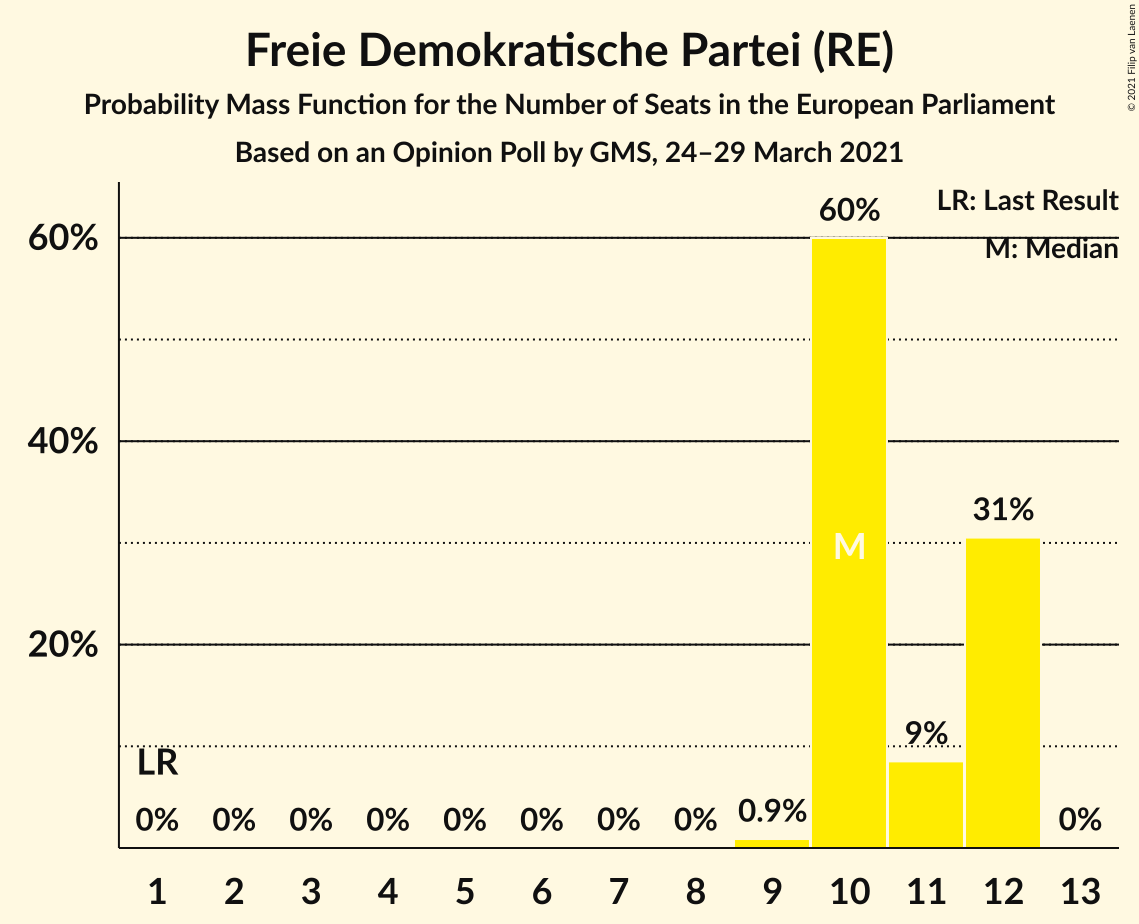 Freie Demokratische Partei (RE)
Probability Mass Function for the Number of Seats in the European Parliament
Based on an Opinion Poll by GMS, 24–29 March 2021
© 2021 Filip van Laenen
LR: Last Result
M: Median
60%
40%
20%
60%
31%
9%
M
LR
0% 0% 0% 0% 0% 0% 0% 0% 0.9% 0%
1 2 3 4 5 6 7 8 9 10 11 12 13